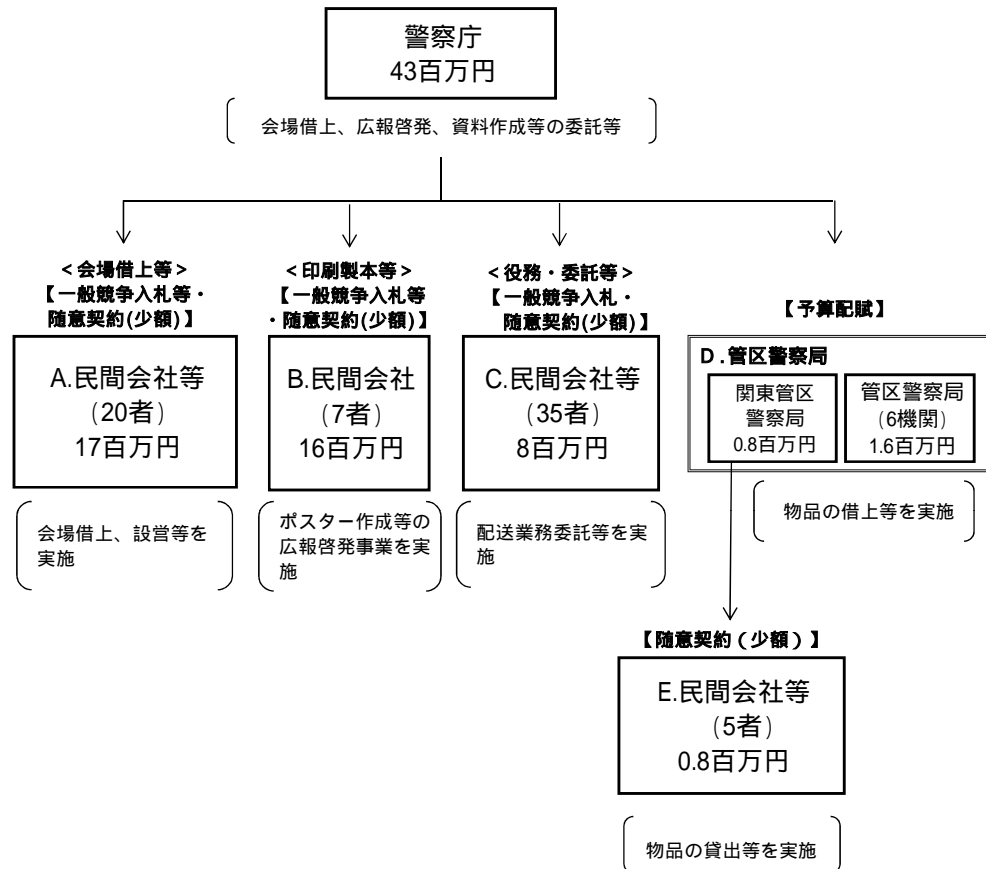 警察庁
43百万円
会場借上、広報啓発、資料作成等の委託等
<会場借上等>
【一般競争入札等・
随意契約(少額)】
A.民間会社等
(20者)
17百万円
会場借上、設営等を
実施
<印刷製本等>
【一般競争入札等
・随意契約(少額)】
B.民間会社
(7者)
16百万円
ポスター作成等の
広報啓発事業を実
施
<役務・委託等>
【一般競争入札・
随意契約(少額)】
C.民間会社等
(35者)
8百万円
配送業務委託等を実
施
【予算配賦】
D.管区警察局
関東管区
警察局
0.8百万円
管区警察局
(6機関)
1.6百万円
物品の借上等を実施
【随意契約(少額)】
E.民間会社等
(5者)
0.8百万円
物品の貸出等を実施